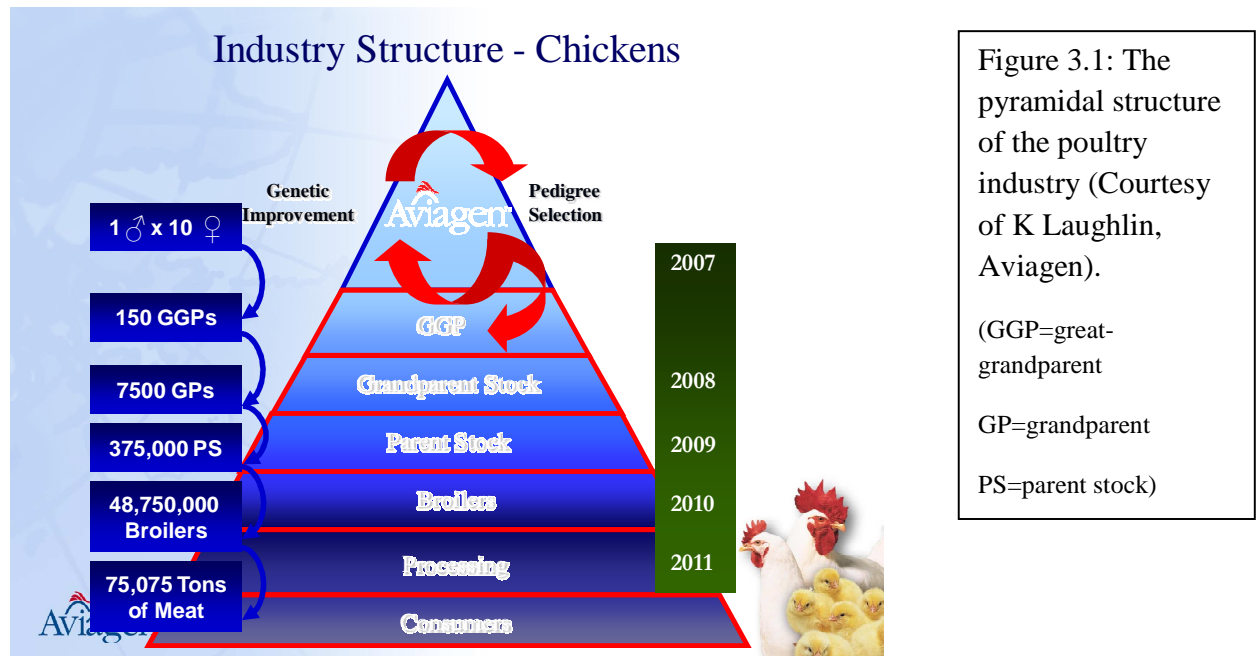 Industry Structure - Chickens
Genetic
Improvement
Pedigree
Selection
Aviagen
1 ♂ x 10 ♀
150 GGPs
7500 GPs
375,000 PS
48,750,000
Broilers
75,075 Tons
of Meat
GGP
Grandparent Stock
Parent Stock
Broilers
Processing
Consumers
2007
2008
2009
2010
2011
Aviagen
Figure 3.1: The
pyramidal structure
of the poultry
industry (Courtesy
of K Laughlin,
Aviagen).
(GGP=great-
grandparent
GP=grandparent
PS=parent stock)